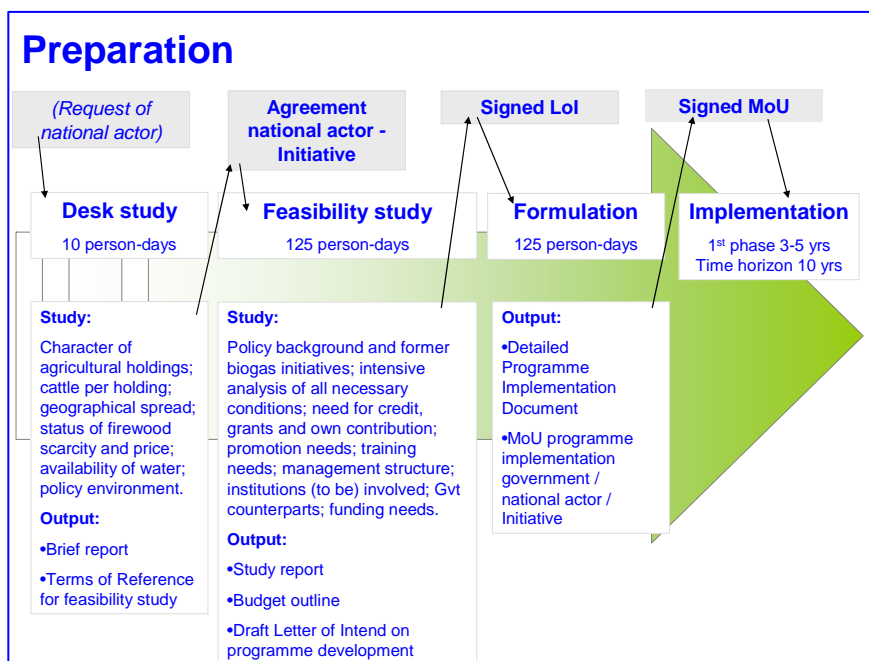 Preparation
(Request of
national actor)
Agreement
national actor -
Initiative
Signed LoI
Signed MoU
Desk study
10 person-days
Feasibility study
125 person-days
Formulation
125 person-days
Implementation
1st phase 3-5 yrs
Time horizon 10 yrs
Study:
Character of
agricultural holdings;
cattle per holding;
geographical spread;
status of firewood
scarcity and price;
availability of water;
policy environment.
Output:
•Brief report
•Terms of Reference
for feasibility study
Study:
Policy background and former
biogas initiatives; intensive
analysis of all necessary
conditions; need for credit,
grants and own contribution;
promotion needs; training
needs; management structure;
institutions (to be) involved; Gvt
counterparts; funding needs.
Output:
•Study report
•Budget outline
•Draft Letter of Intend on
programme development
Output:
•Detailed
Programme
Implementation
Document
•MoU programme
implementation
government /
national actor /
Initiative